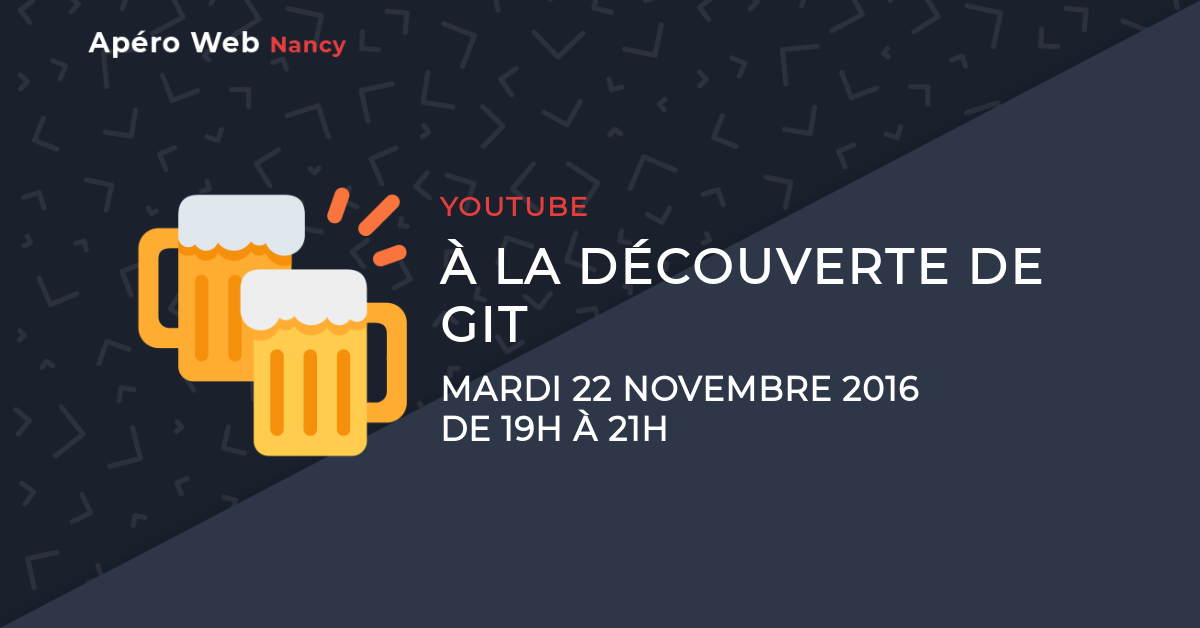 Apéro Web Nancy
YOUTUBE
À LA DÉCOUVERTE DE
GIT
MARDI 22 NOVEMBRE 2016
DE 19H À 21H